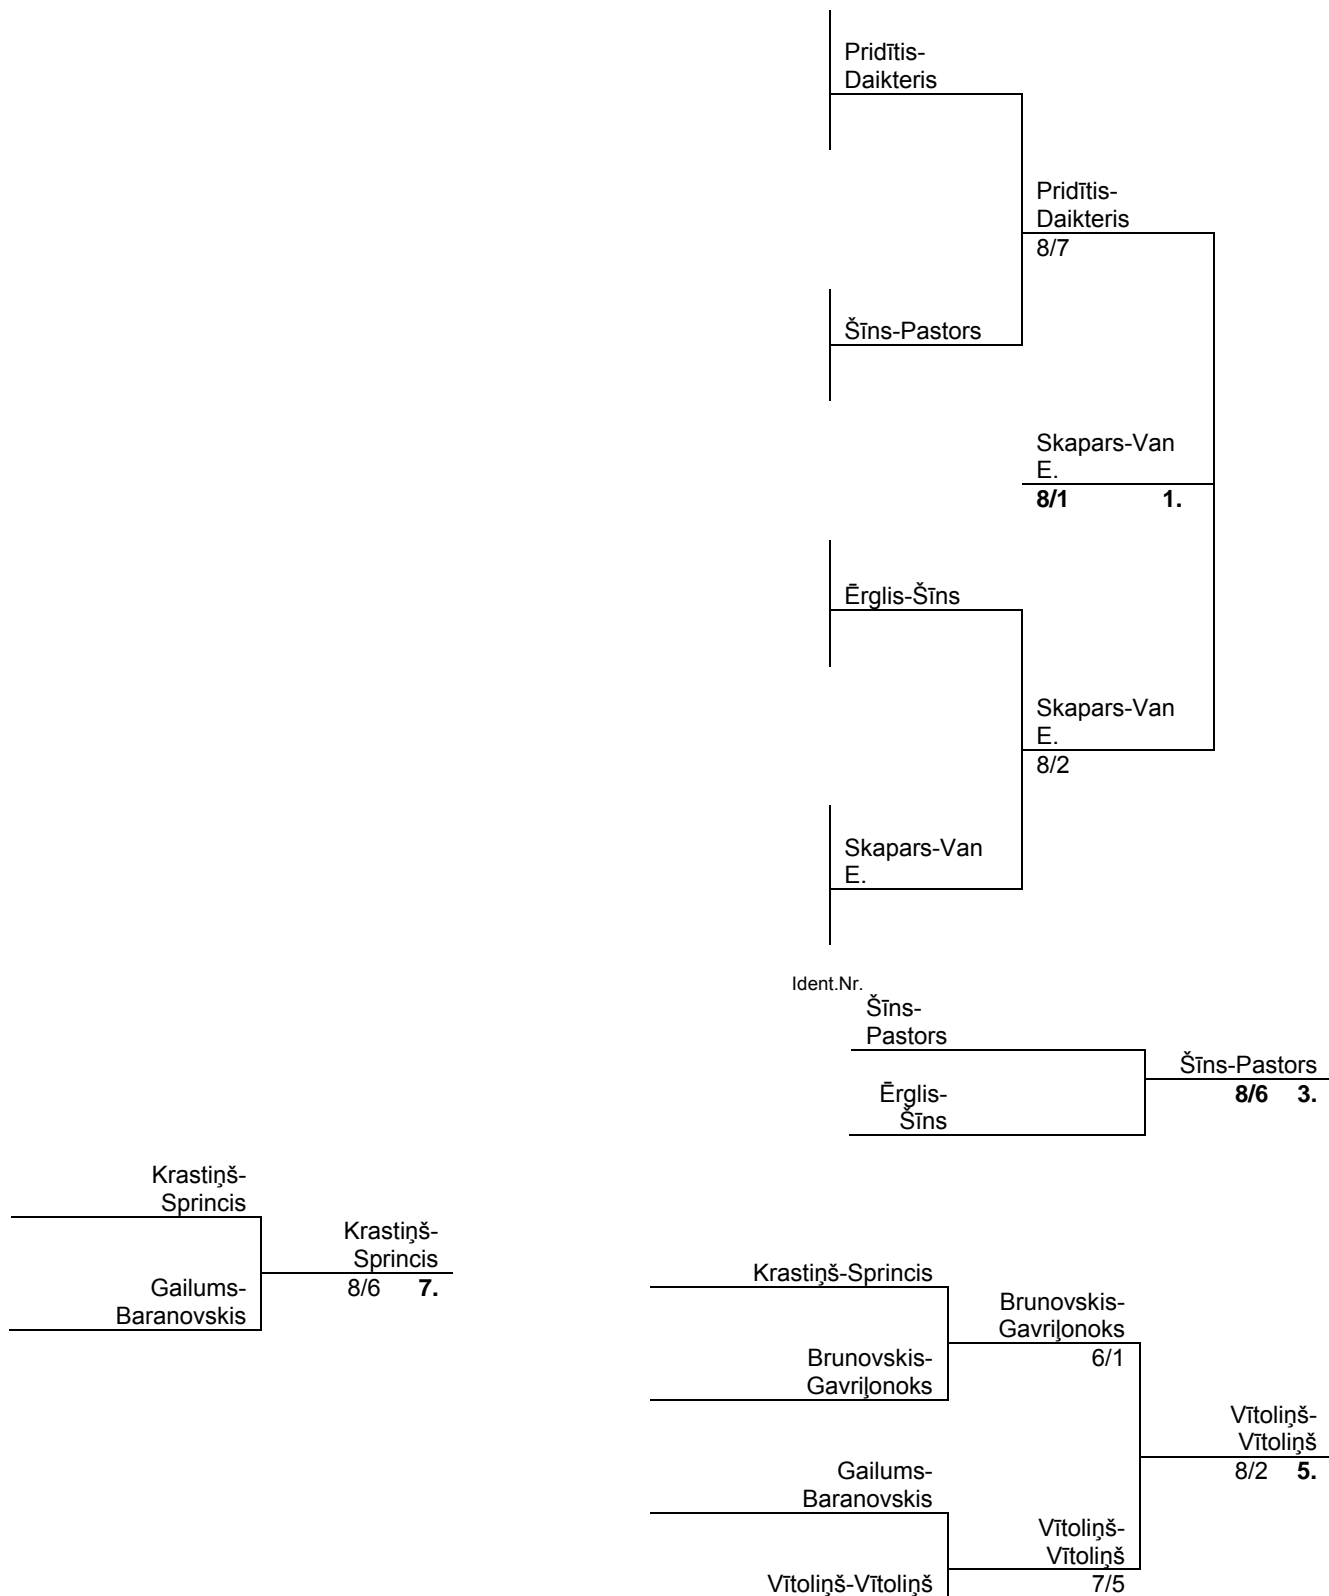 Pridītis-
Daikteris
Pridītis-
Daikteris
8/7
Šīns-Pastors
Skapars-Van
E.
8/1 1.
Ērglis-Šīns
Skapars-Van
E.
8/2
Skapars-Van
E.
Ident.Nr.
Šīns-
Pastors
Šīns-Pastors
8/6 3.
Ērglis-
Šīns
Krastiņš-
Sprincis
Krastiņš-
Sprincis
8/6 7.
Gailums-
Baranovskis
Krastiņš-Sprincis
Brunovskis-
Gavriļonoks
6/1
Brunovskis-
Gavriļonoks
Vītoliņš-
Vītoliņš
8/2 5.
Gailums-
Baranovskis
Vītoliņš-
Vītoliņš
7/5
Vītoliņš-Vītoliņš